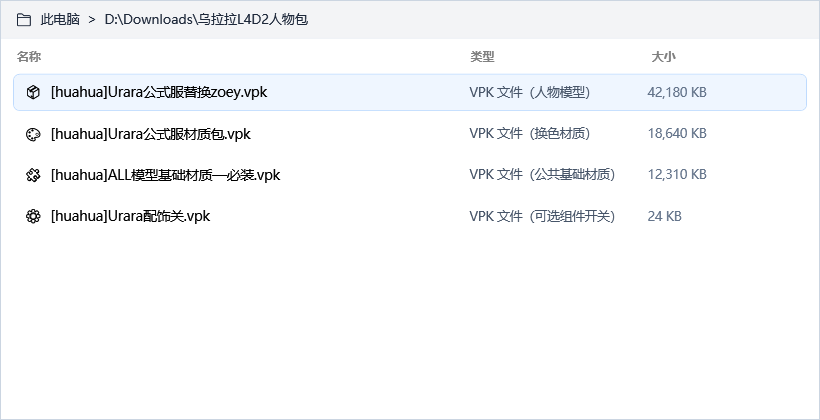 此电脑 > D:\Downloads\乌拉拉L4D2人物包
名称 类型 大小
[huahua]Urara公式服替换zoey.vpk VPK 文件（人物模型） 42,180 KB
[huahua]Urara公式服材质包.vpk VPK 文件（换色材质） 18,640 KB
[huahua]ALL模型基础材质—必装.vpk VPK 文件（公共基础材质） 12,310 KB
[huahua]Urara配饰关.vpk VPK 文件（可选组件开关） 24 KB